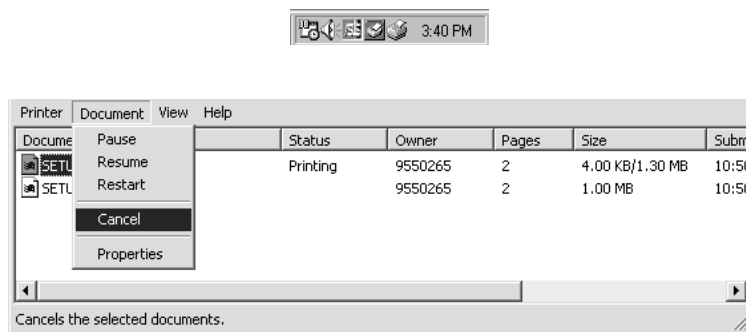 3:40 PM
Printer Document View Help
Docume Status Owner Pages Size Subm
Pause
SETU Printing 9550265 2 4.00 KB/1.30 MB 10:50
Resume
SETU 9550265 2 1.00 MB 10:50
Restart
Cancel
Properties
Cancels the selected documents.